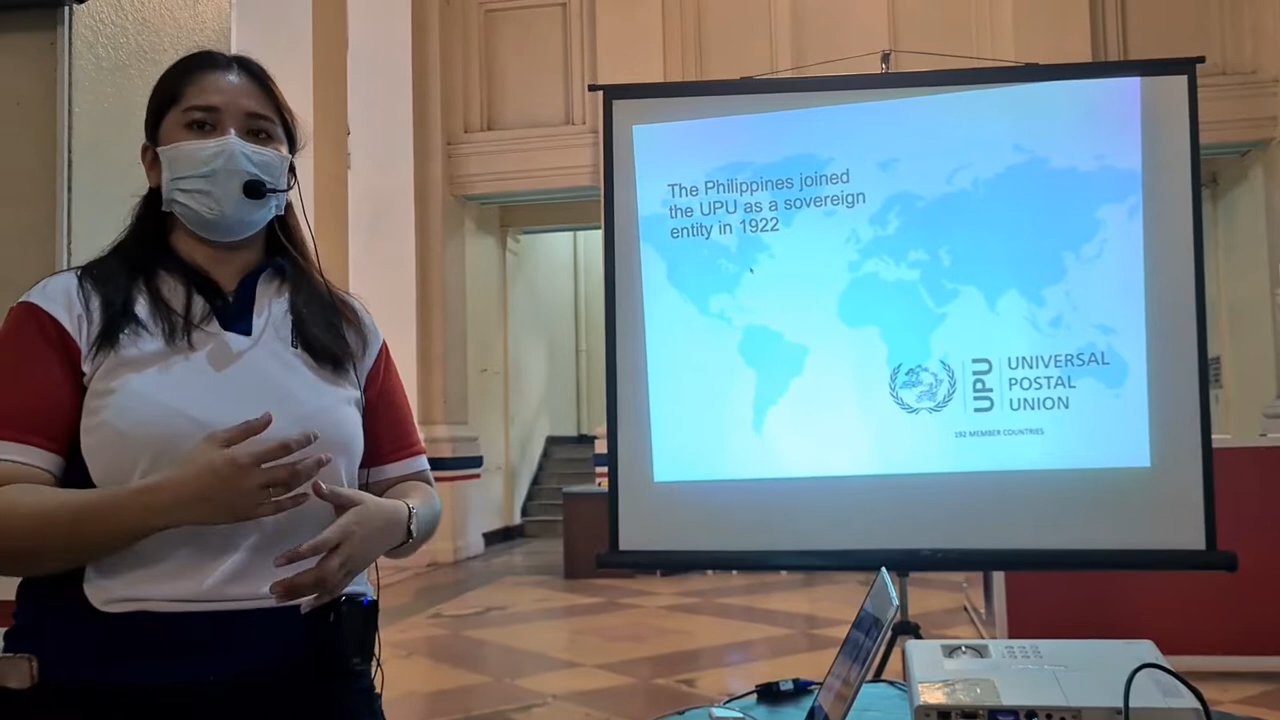 The Philippines joined
the UPU as a sovereign
entity in 1922
UPU
UNIVERSAL
POSTAL
UNION
192 MEMBER COUNTRIES